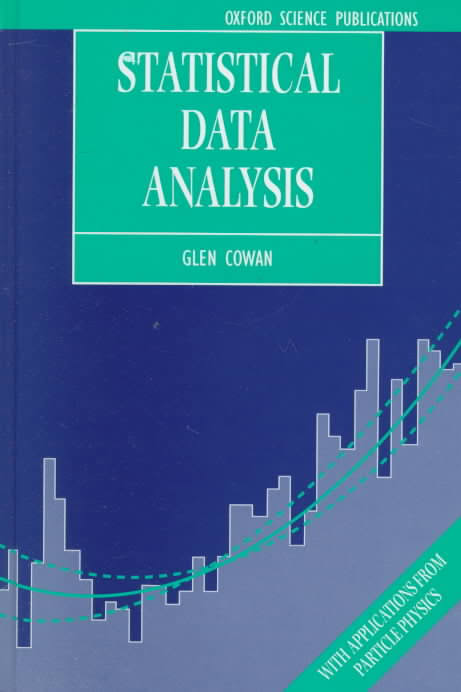 OXFORD SCIENCE PUBLICATIONS
STATISTICAL
DATA
ANALYSIS
GLEN COWAN
WITH APPLICATIONS FROM
PARTICLE PHYSICS